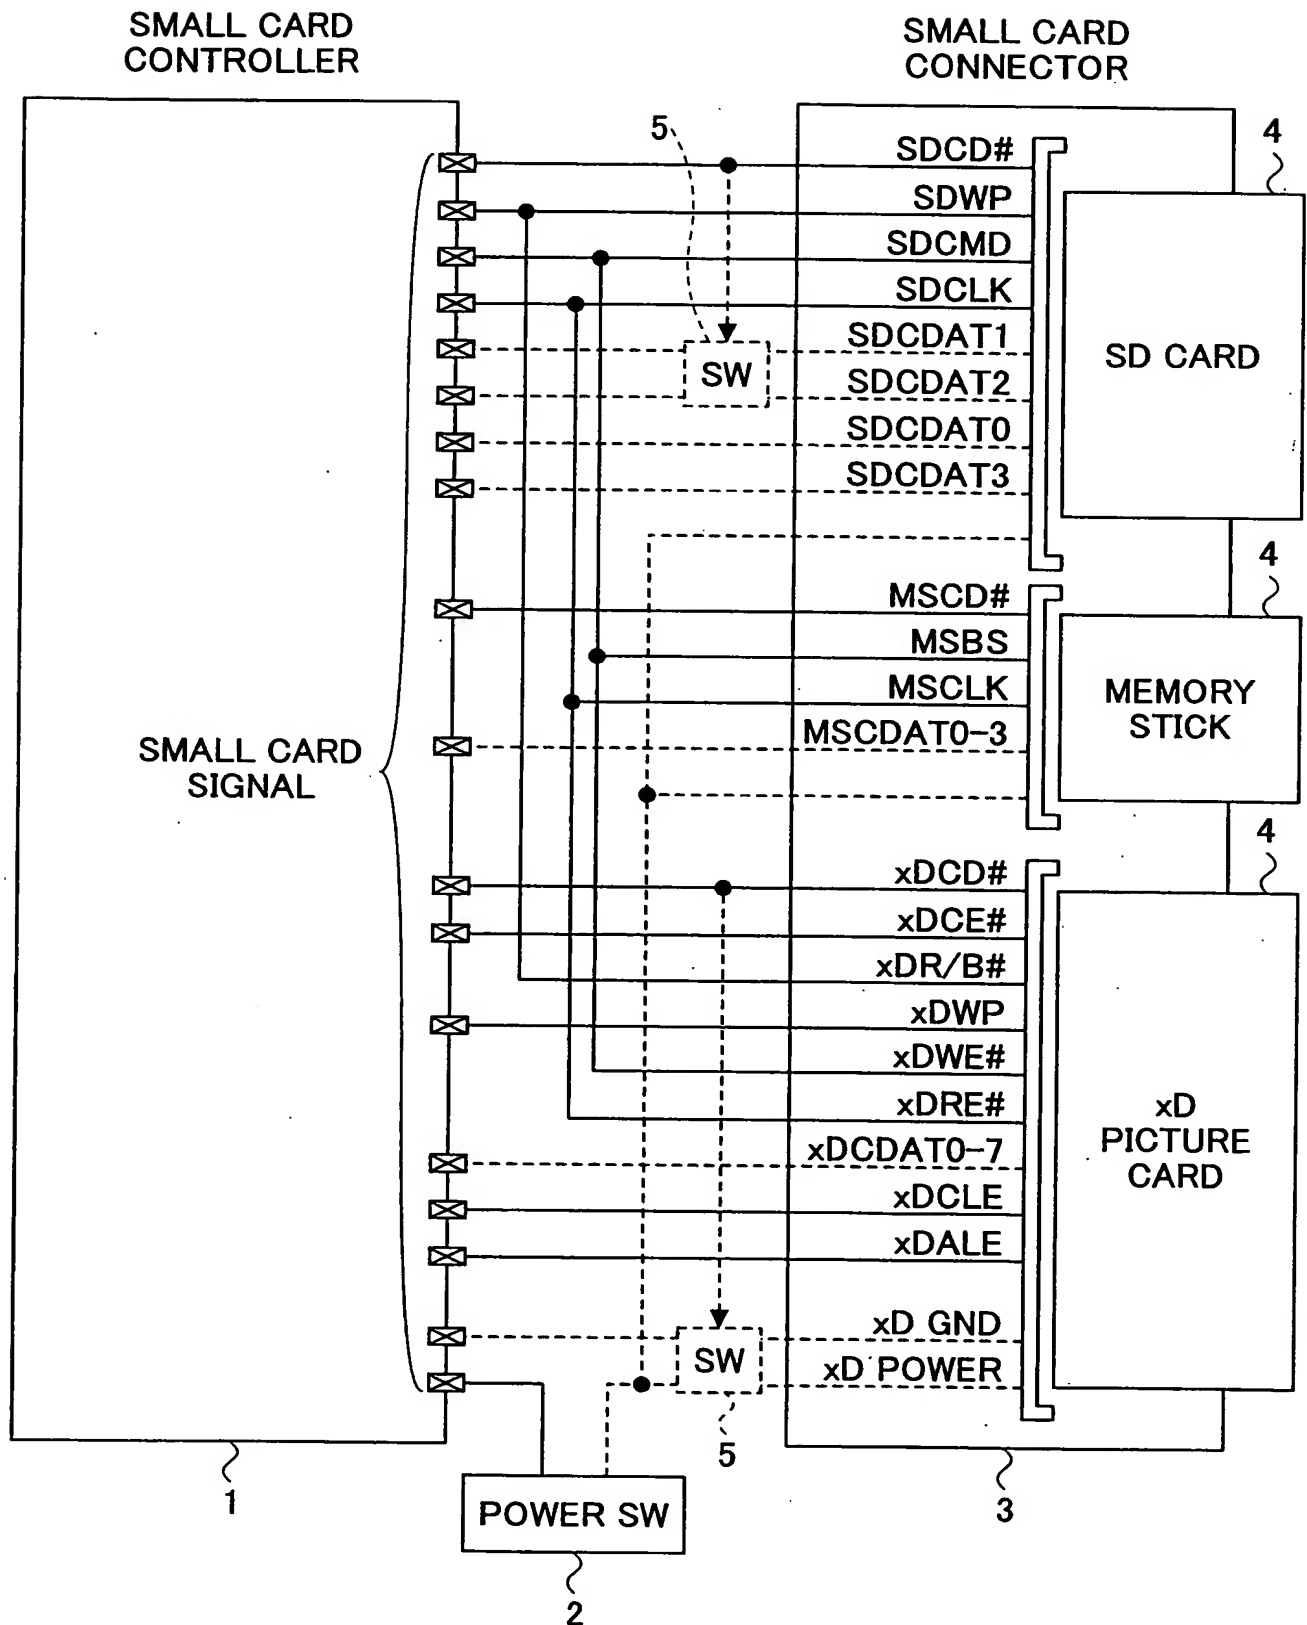 SMALL CARD
CONTROLLER
SMALL CARD
CONNECTOR
5
4
SDCD#
SDWP
SDCMD
SDCLK
SDCDAT1
SW
SDCDAT2
SDCDAT0
SDCDAT3
SD CARD
4
MSCD#
MSBS
MSCLK
MSCDAT0-3
MEMORY
STICK
SMALL CARD
SIGNAL
4
xDCD#
xDCE#
xDR/B#
xDWP
xDWE#
xDRE#
xDCDAT0-7
xDCLE
xDALE
xD
PICTURE
CARD
xD GND
SW
xD POWER
5
1
3
POWER SW
2